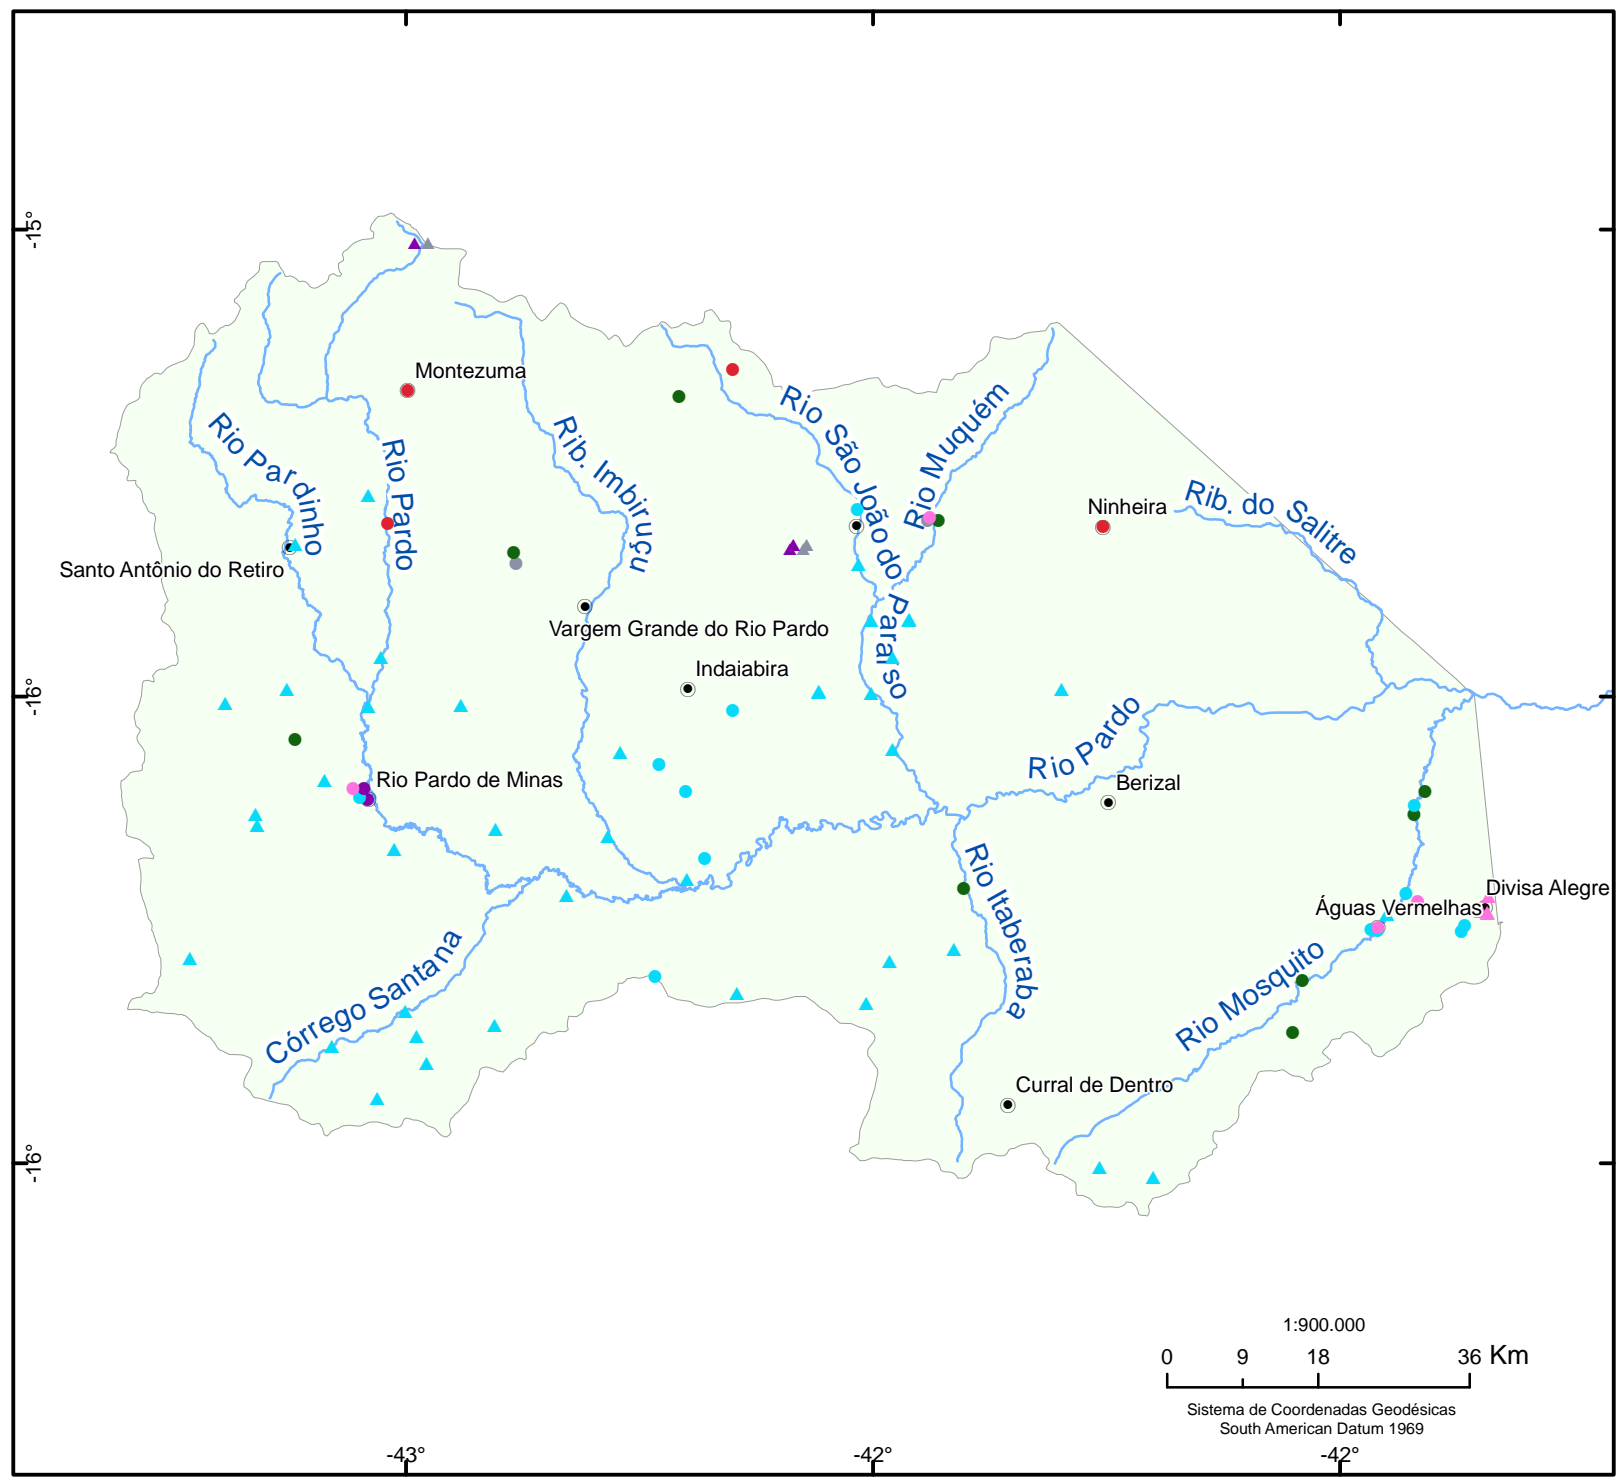 -15°
Montezuma
Rio Pardinho
Rio Pardo
Rib. Imbiruçu
Rio São João do Paraíso
Rio Muquém
Ninheira
Rib. do Salitre
Santo Antônio do Retiro
Vargem Grande do Rio Pardo
Indaiabira
-16°
Rio Pardo
Rio Pardo de Minas
Berizal
Rio Itaberaba
Divisa Alegre
Águas Vermelhas
Córrego Santana
Rio Mosquito
Curral de Dentro
-16°
1:900.000
0 9 18 36 Km
Sistema de Coordenadas Geodésicas
South American Datum 1969
-43° -42° -42°